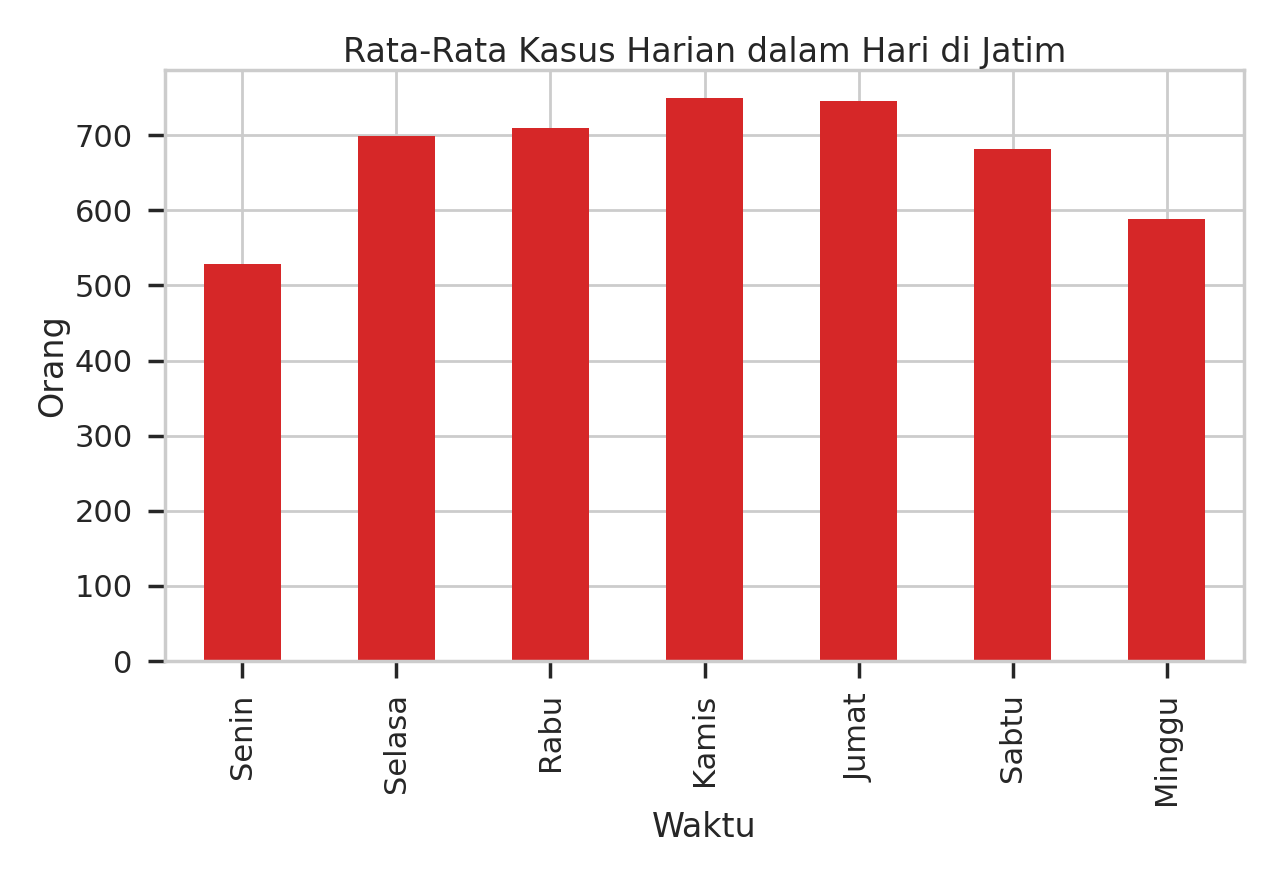 Rata-Rata Kasus Harian dalam Hari di Jatim
Orang
700
600
500
400
300
200
100
0
Senin
Selasa
Rabu
Kamis
Jumat
Sabtu
Minggu
Waktu